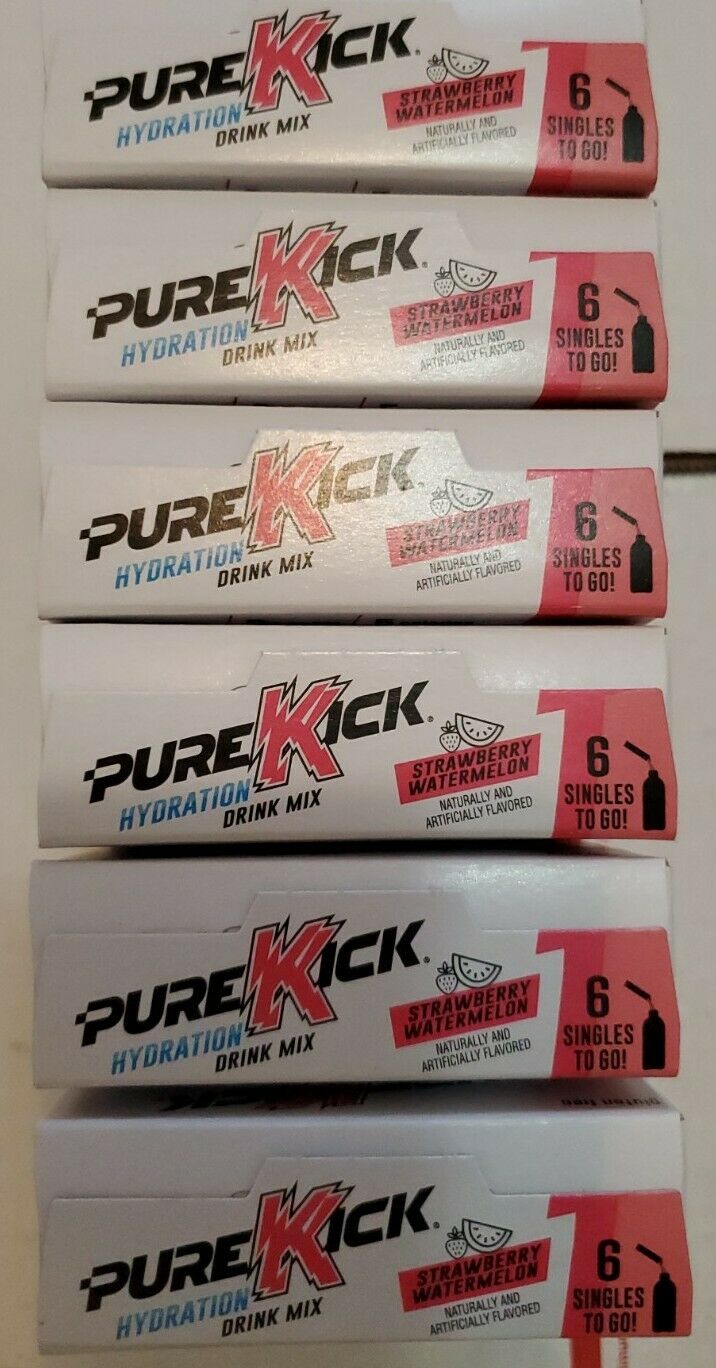 PUREKICK®
HYDRATION
DRINK MIX
STRAWBERRY
WATERMELON
NATURALLY AND
ARTIFICIALLY FLAVORED
6
SINGLES
TO GO!
PUREKICK®
HYDRATION
DRINK MIX
STRAWBERRY
WATERMELON
NATURALLY AND
ARTIFICIALLY FLAVORED
6
SINGLES
TO GO!
PUREKICK®
HYDRATION
DRINK MIX
STRAWBERRY
WATERMELON
NATURALLY AND
ARTIFICIALLY FLAVORED
6
SINGLES
TO GO!
PUREKICK®
HYDRATION
DRINK MIX
STRAWBERRY
WATERMELON
NATURALLY AND
ARTIFICIALLY FLAVORED
6
SINGLES
TO GO!
PUREKICK®
HYDRATION
DRINK MIX
STRAWBERRY
WATERMELON
NATURALLY AND
ARTIFICIALLY FLAVORED
6
SINGLES
TO GO!
gluten free
PUREKICK®
HYDRATION
DRINK MIX
STRAWBERRY
WATERMELON
NATURALLY AND
ARTIFICIALLY FLAVORED
6
SINGLES
TO GO!